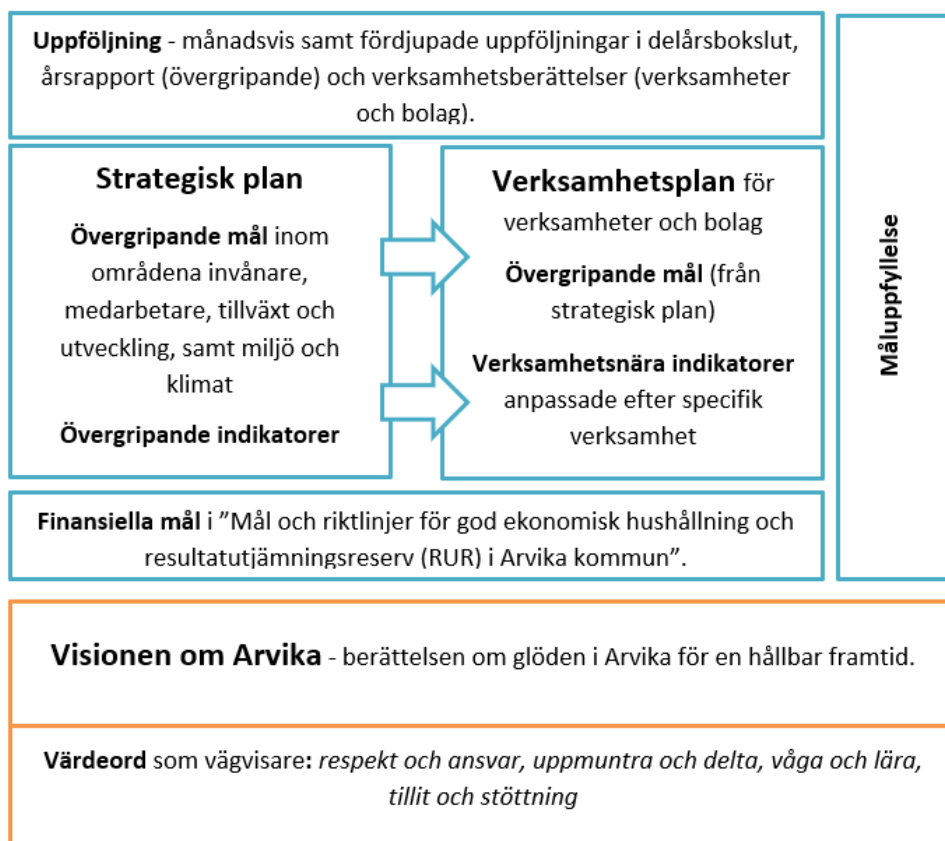 Uppföljning - månadsvis samt fördjupade uppföljningar i delårsbokslut,
årsrapport (övergripande) och verksamhetsberättelser (verksamheter
och bolag).
Strategisk plan
Övergripande mål inom
områdena invånare,
medarbetare, tillväxt och
utveckling, samt miljö och
klimat
Övergripande indikatorer
Verksamhetsplan för
verksamheter och bolag
Övergripande mål (från
strategisk plan)
Verksamhetsnära indikatorer
anpassade efter specifik
verksamhet
Måluppfyllelse
Finansiella mål i ”Mål och riktlinjer för god ekonomisk hushållning och
resultatutjämningsreserv (RUR) i Arvika kommun”.
Visionen om Arvika - berättelsen om glöden i Arvika för en hållbar framtid.
Värdeord som vägvisare: respekt och ansvar, uppmuntra och delta, våga och lära,
tillit och stöttning